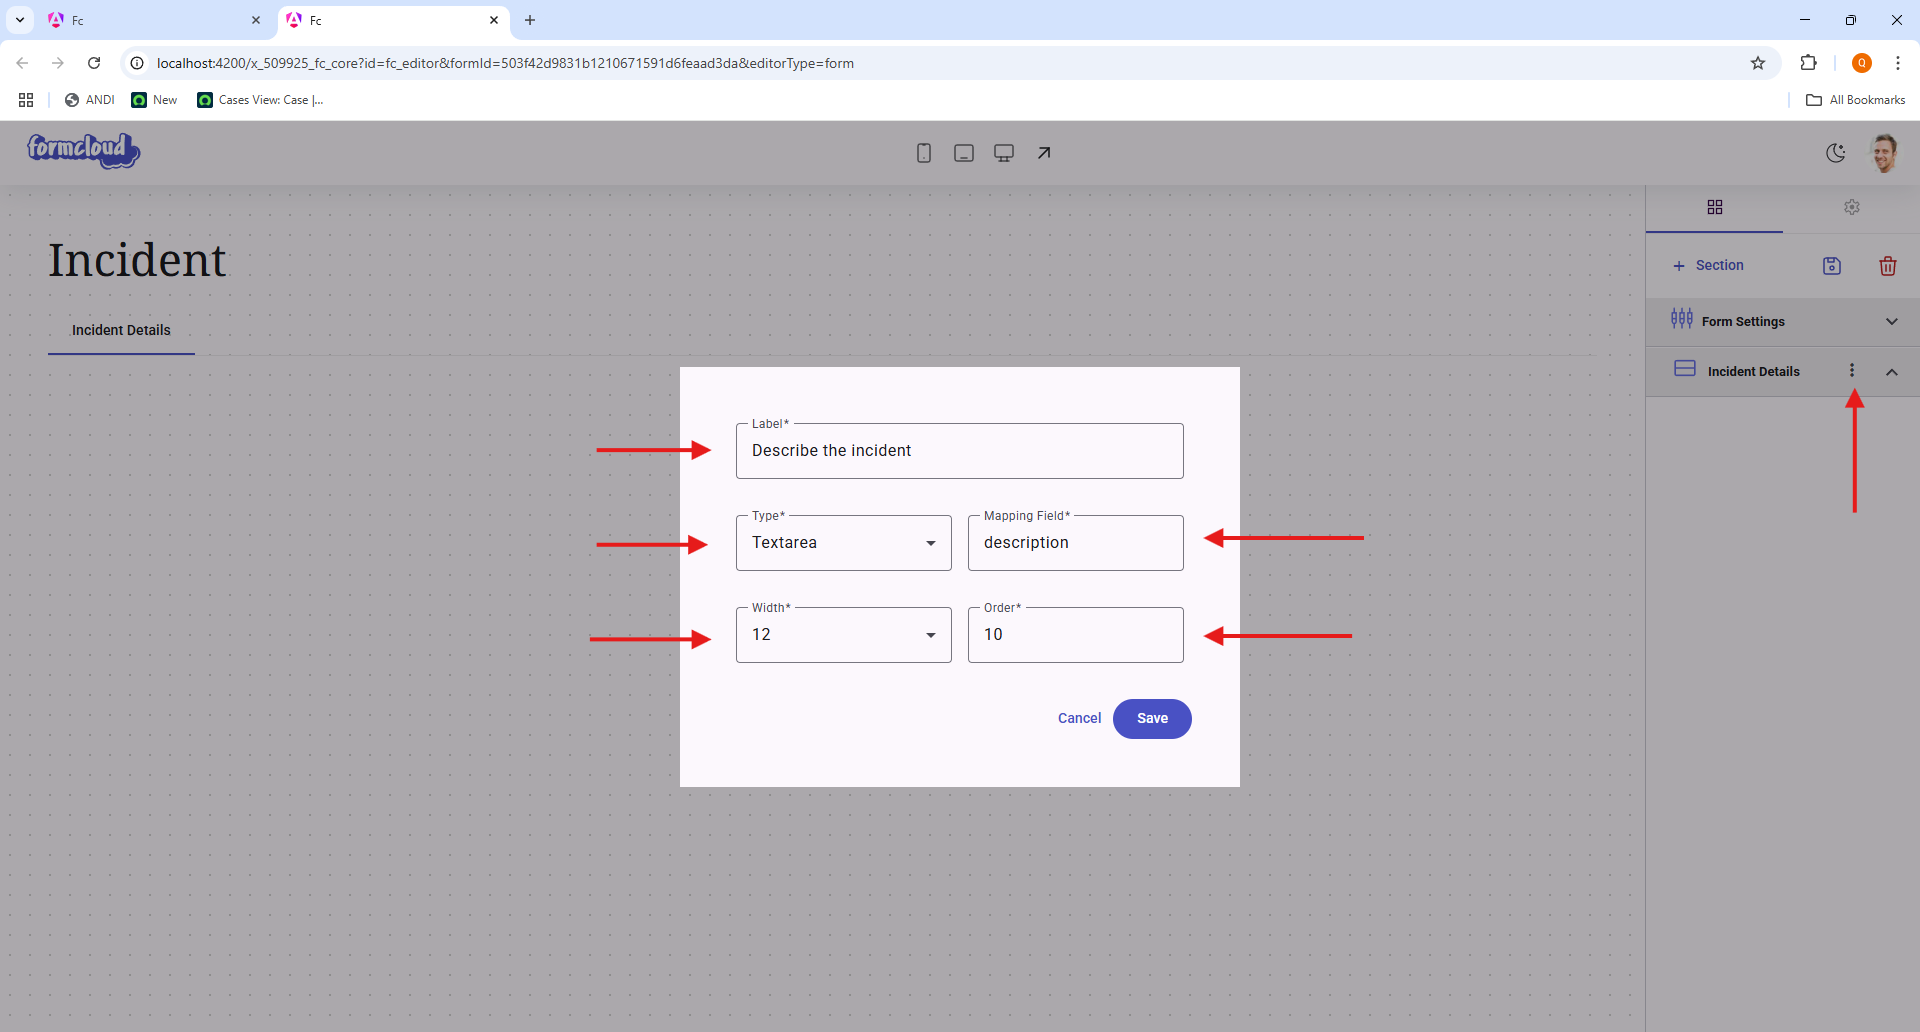 Fc
Fc
localhost:4200/x_509925_fc_core?id=fc_editor&formId=503f42d9831b1210671591d6feaad3da&editorType=form
Q
ANDI
New
Cases View: Case |...
All Bookmarks
formcloud
Incident
Section
Incident Details
Form Settings
Incident Details
Label*
Describe the incident
Type*
Mapping Field*
Textarea
description
Width*
Order*
12
10
Cancel
Save